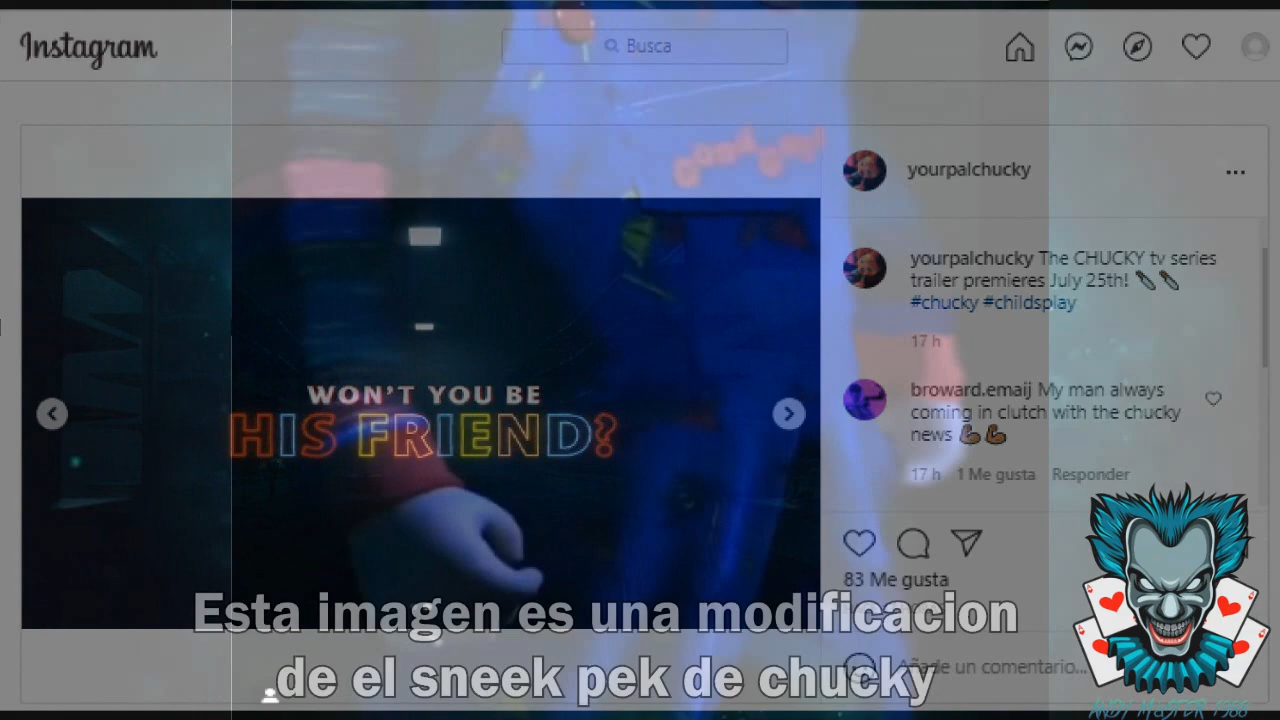 Instagram
Busca
yourpalchucky
yourpalchucky The CHUCKY tv series
trailer premieres July 25th!
#chucky #childsplay
17 h
broward.emaij My man always
coming in clutch with the chucky
news
17 h 1 Me gusta Responder
WON'T YOU BE
HIS FRIEND?
83 Me gusta
Añade un comentario...
Esta imagen es una modificacion
de el sneek pek de chucky